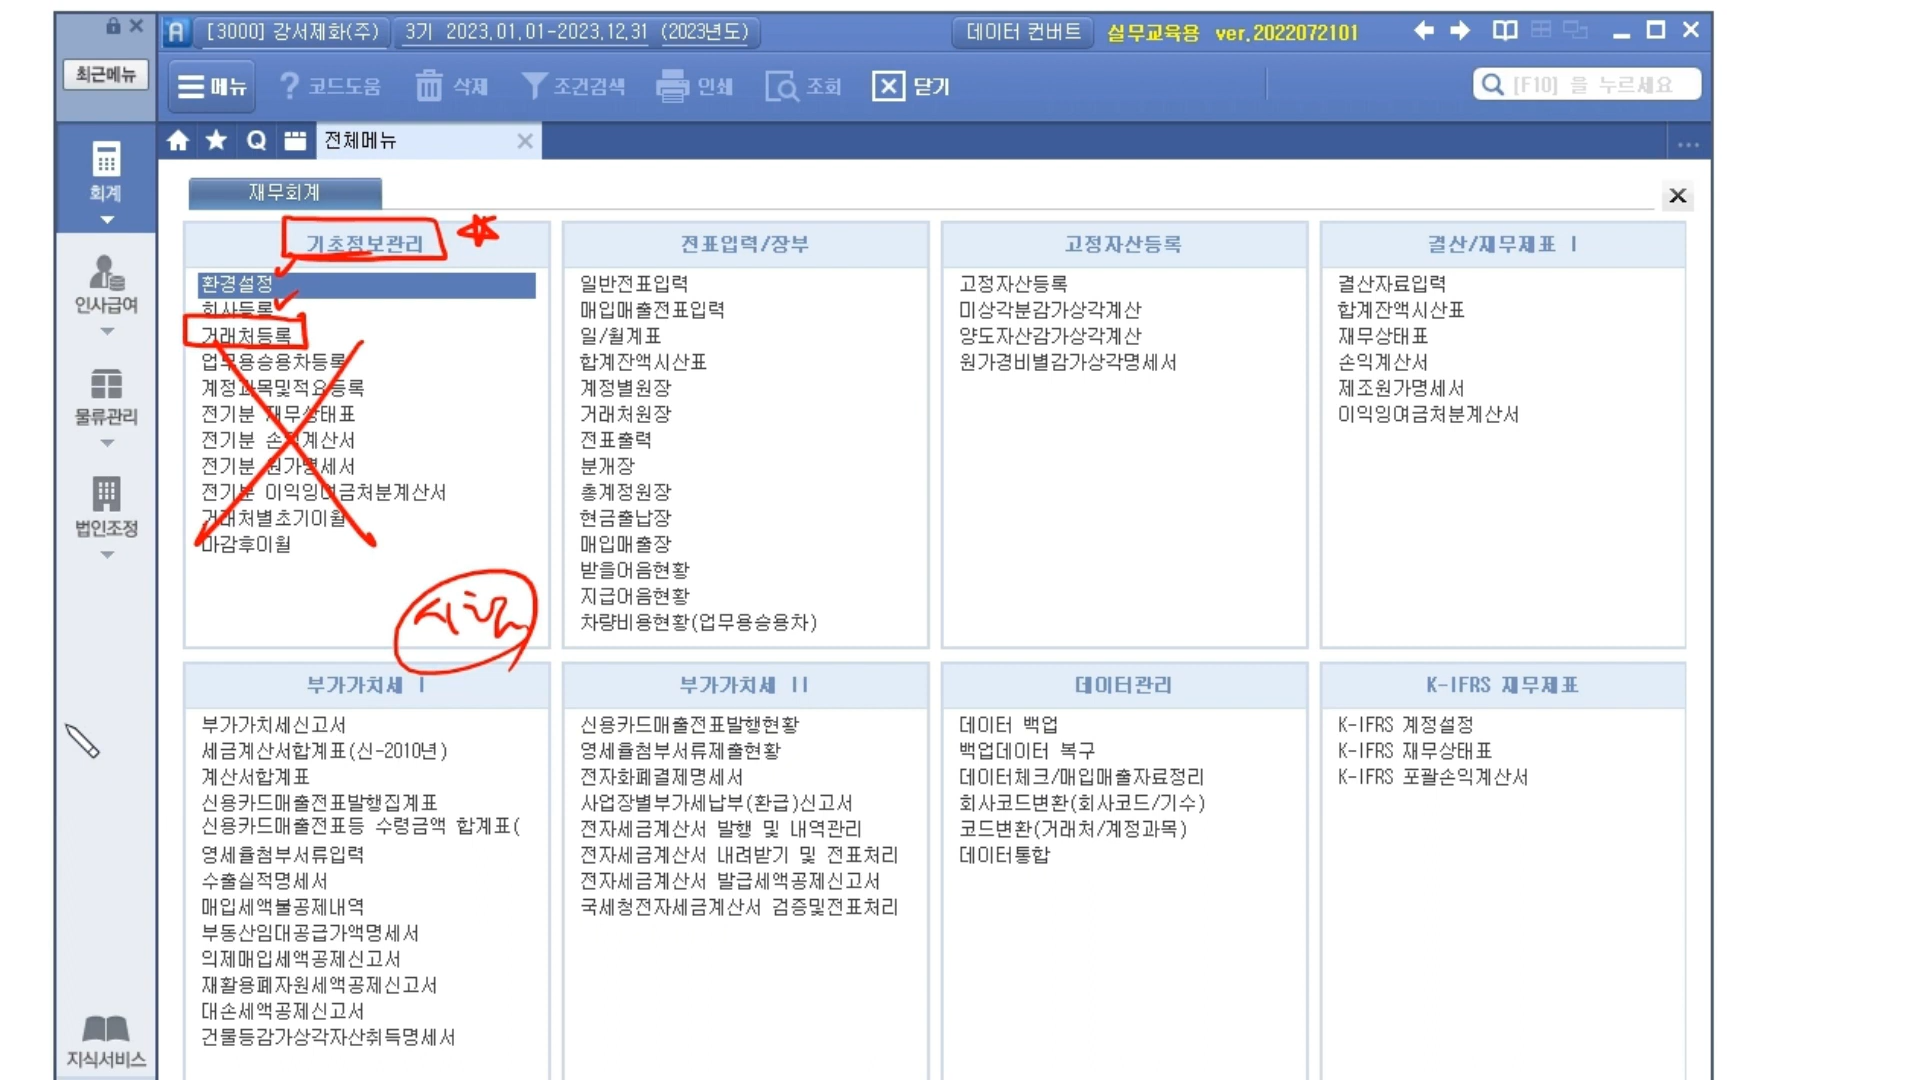 [3000] 강서제화(주) 3기 2023.01.01-2023.12.31 (2023년도) 데이터 컨버트 실무교육용 ver.2022072101
최근메뉴
메뉴 ? 코드도움 삭제 조건검색 인쇄 조회 닫기 [F10] 을 누르세요
전체메뉴
회계
인사급여
물류관리
법인조정
지식서비스
재무회계
기초정보관리
환경설정
회사등록
거래처등록
업무용승용차등록
계정과목및적요등록
전기분 재무상태표
전기분 손익계산서
전기분 원가명세서
전기분 이익잉여금처분계산서
거래처별초기이월
마감후이월
시험
전표입력/장부
일반전표입력
매입매출전표입력
일/월계표
합계잔액시산표
계정별원장
거래처원장
전표출력
분개장
총계정원장
현금출납장
매입매출장
받을어음현황
지급어음현황
차량비용현황(업무용승용차)
고정자산등록
고정자산등록
미상각분감가상각계산
양도자산감가상각계산
원가경비별감가상각명세서
결산/재무제표 I
결산자료입력
합계잔액시산표
재무상태표
손익계산서
제조원가명세서
이익잉여금처분계산서
부가가치세 I
부가가치세신고서
세금계산서합계표(신-2010년)
계산서합계표
신용카드매출전표발행집계표
신용카드매출전표등 수령금액 합계표(
영세율첨부서류입력
수출실적명세서
매입세액불공제내역
부동산임대공급가액명세서
의제매입세액공제신고서
재활용폐자원세액공제신고서
대손세액공제신고서
건물등감가상각자산취득명세서
부가가치세 II
신용카드매출전표발행현황
영세율첨부서류제출현황
전자화폐결제명세서
사업장별부가세납부(환급)신고서
전자세금계산서 발행 및 내역관리
전자세금계산서 내려받기 및 전표처리
전자세금계산서 발급세액공제신고서
국세청전자세금계산서 검증및전표처리
데이터관리
데이터 백업
백업데이터 복구
데이터체크/매입매출자료정리
회사코드변환(회사코드/기수)
코드변환(거래처/계정과목)
데이터통합
K-IFRS 재무제표
K-IFRS 계정설정
K-IFRS 재무상태표
K-IFRS 포괄손익계산서